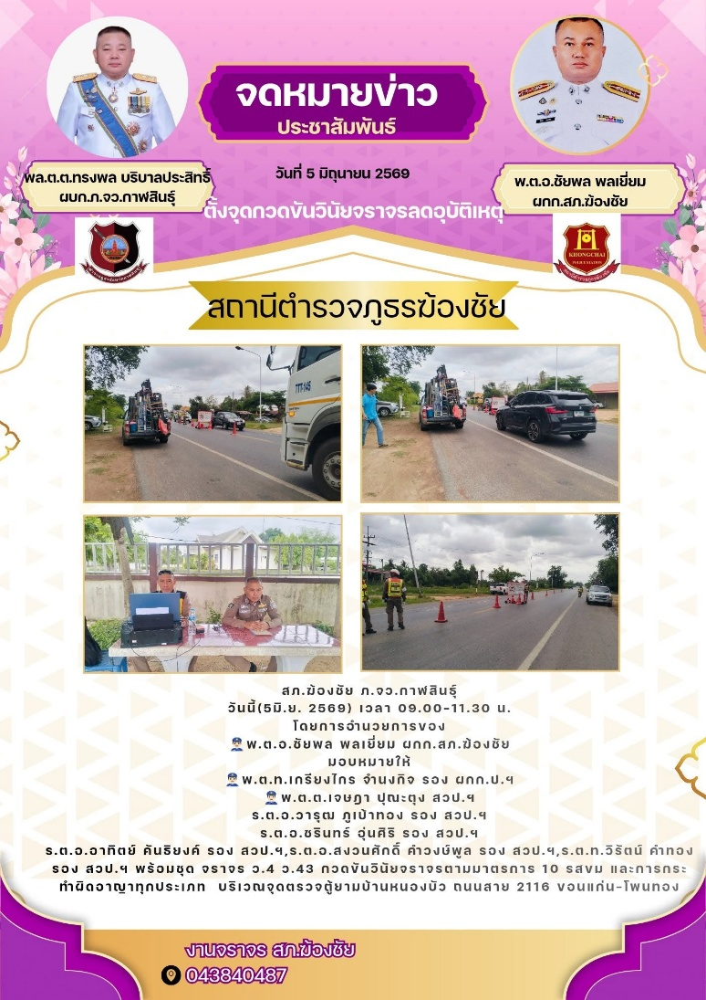 จดหมายข่าว
ประชาสัมพันธ์
พล.ต.ต.ทรงพล บริบาลประสิทธิ์
ผบก.ภ.จว.กาฬสินธุ์
วันที่ 5 มิถุนายน 2569
พ.ต.อ.ชัยพล พลเยี่ยม
ผกก.สภ.ฆ้องชัย
ตั้งจุดกวดขันวินัยจราจรลดอุบัติเหตุ
KHONGCHAI
POLICE STATION
สถานีตำรวจภูธรฆ้องชัย
สถานีตำรวจภูธรฆ้องชัย
TTT-145
สภ.ฆ้องชัย ภ.จว.กาฬสินธุ์
วันนี้(5มิ.ย. 2569) เวลา 09.00-11.30 น.
โดยการอำนวยการของ
พ.ต.อ.ชัยพล พลเยี่ยม ผกก.สภ.ฆ้องชัย
มอบหมายให้
พ.ต.ท.เกรียงไกร จำนงกิจ รอง ผกก.ป.ฯ
พ.ต.ต.เจษฎา ปุณะตุง สวป.ฯ
ร.ต.อ.วารุฒ ภูเบ้าทอง รอง สวป.ฯ
ร.ต.อ.ชรินทร์ อุ่นศิริ รอง สวป.ฯ
ร.ต.อ.อาทิตย์ คันธิยงค์ รอง สวป.ฯ,ร.ต.อ.สงวนศักดิ์ คำวงษ์พูล รอง สวป.ฯ,ร.ต.ท.วิรัตน์ คำทอง
รอง สวป.ฯ พร้อมชุด จราจร ว.4 ว.43 กวดขันวินัยจราจรตามมาตรการ 10 รสขม และการกระ
ทำผิดอาญาทุกประเภท บริเวณจุดตรวจตู้ยามบ้านหนองบัว ถนนสาย 2116 ขอนแก่น-โพนทอง
งานจราจร สภ.ฆ้องชัย
043840487